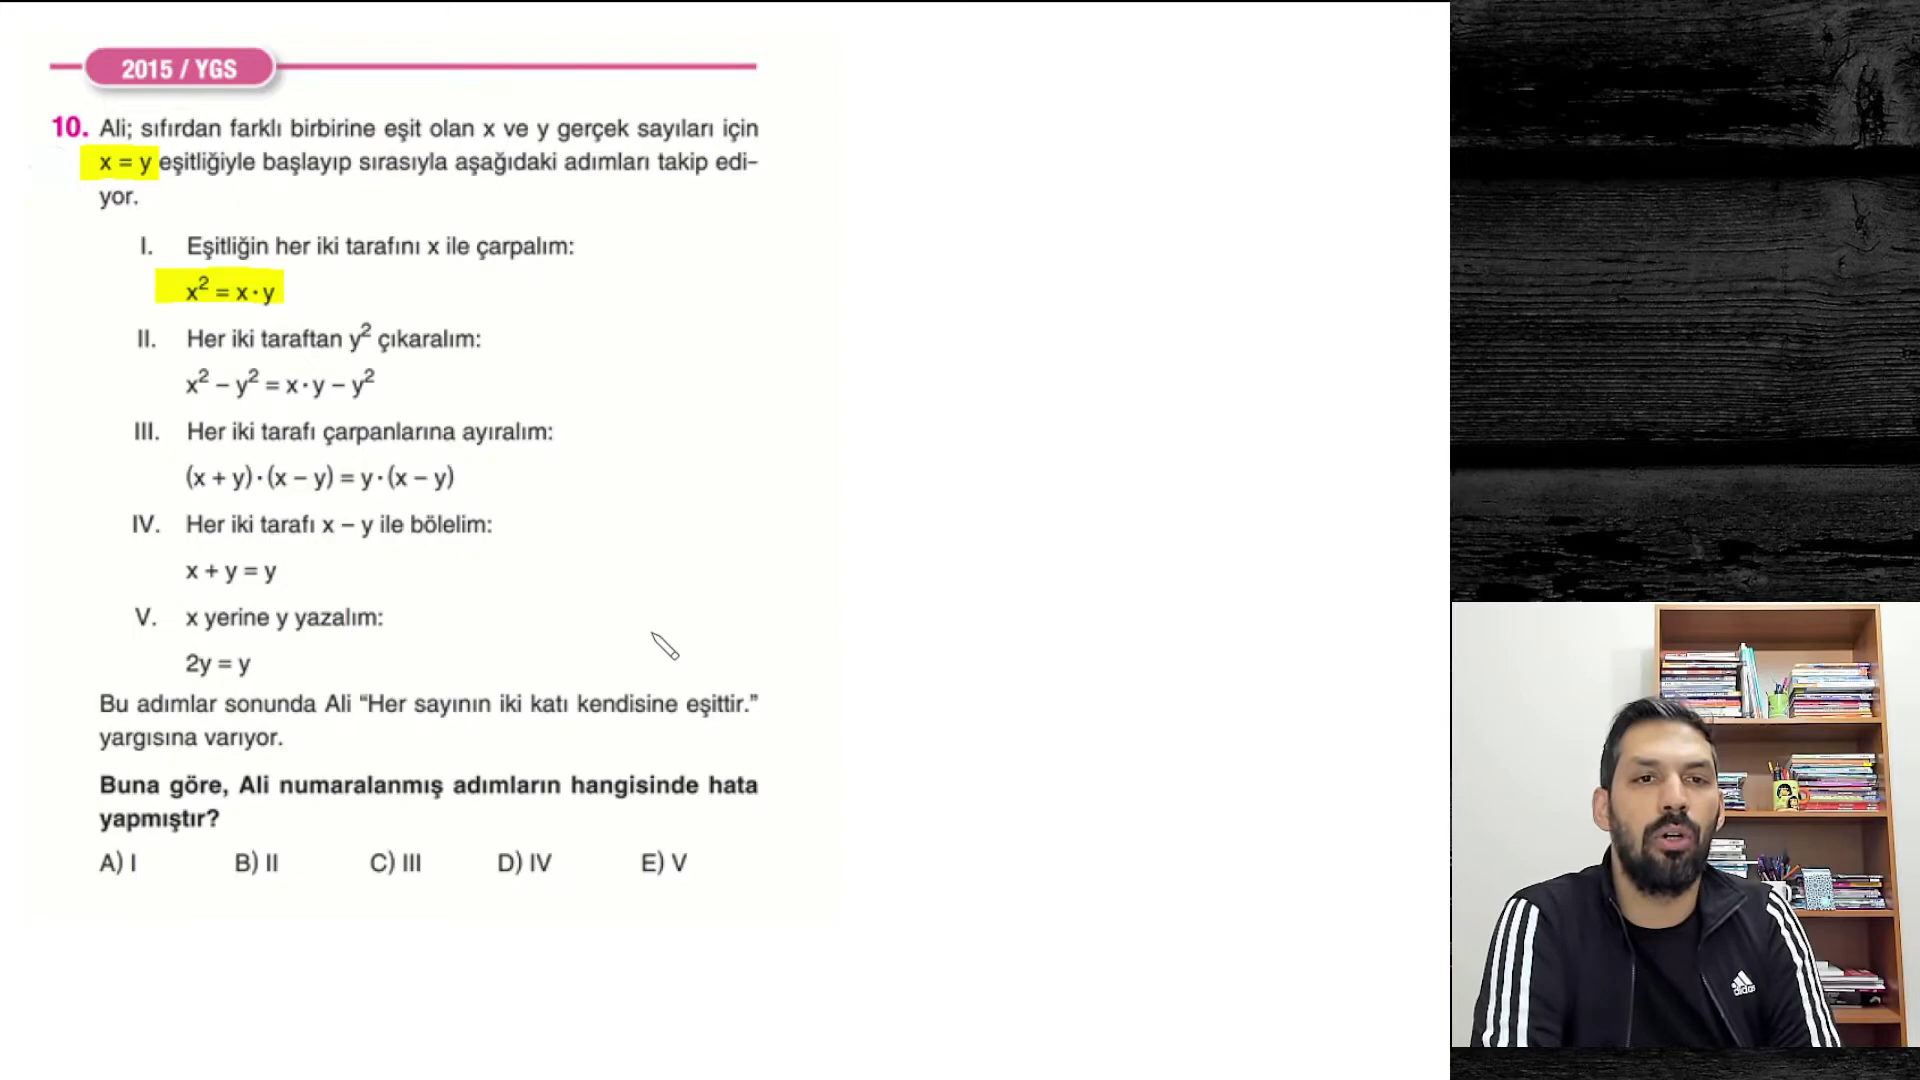 2015 / YGS
10. Ali; sıfırdan farklı birbirine eşit olan x ve y gerçek sayıları için
x = y eşitliğiyle başlayıp sırasıyla aşağıdaki adımları takip edi-
yor.
I. Eşitliğin her iki tarafını x ile çarpalım:
x² = x · y
II. Her iki taraftan y² çıkaralım:
x² – y² = x · y – y²
III. Her iki tarafı çarpanlarına ayıralım:
(x + y) · (x – y) = y · (x – y)
IV. Her iki tarafı x – y ile bölelim:
x + y = y
V. x yerine y yazalım:
2y = y
Bu adımlar sonunda Ali “Her sayının iki katı kendisine eşittir.”
yargısına varıyor.
Buna göre, Ali numaralanmış adımların hangisinde hata
yapmıştır?
A) I B) II C) III D) IV E) V
adidas